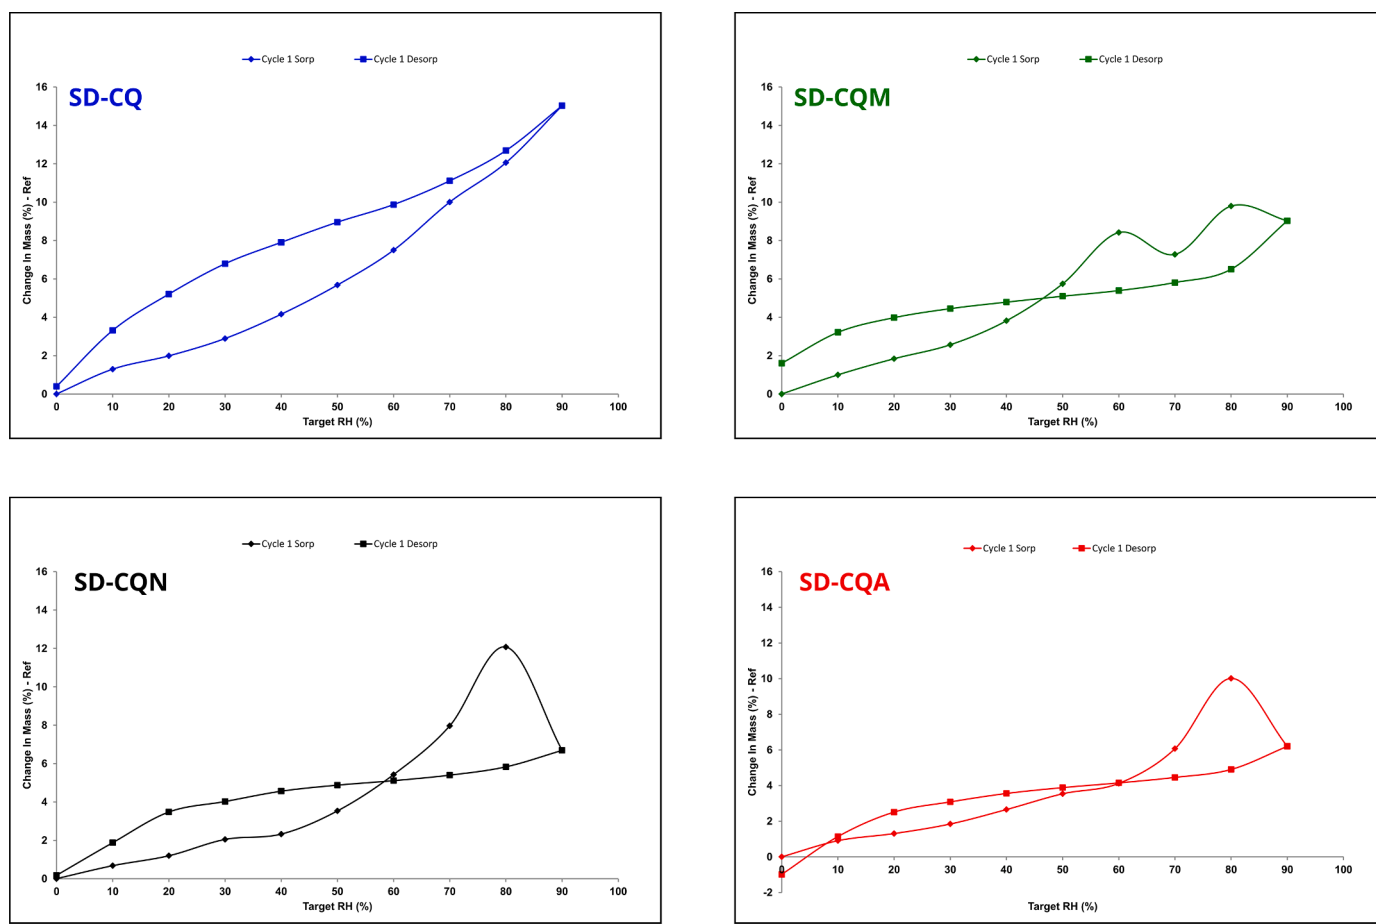 Cycle 1 Sorp Cycle 1 Desorp
SD-CQ
Change In Mass (%) - Ref
16
14
12
10
8
6
4
2
0
0 10 20 30 40 50 60 70 80 90 100
Target RH (%)
Cycle 1 Sorp Cycle 1 Desorp
SD-CQM
Change In Mass (%) - Ref
16
14
12
10
8
6
4
2
0
0 10 20 30 40 50 60 70 80 90 100
Target RH (%)
Cycle 1 Sorp Cycle 1 Desorp
SD-CQN
Change In Mass (%) - Ref
16
14
12
10
8
6
4
2
0
0 10 20 30 40 50 60 70 80 90 100
Target RH (%)
Cycle 1 Sorp Cycle 1 Desorp
SD-CQA
Change In Mass (%) - Ref
16
14
12
10
8
6
4
2
0
-2
0 10 20 30 40 50 60 70 80 90 100
Target RH (%)